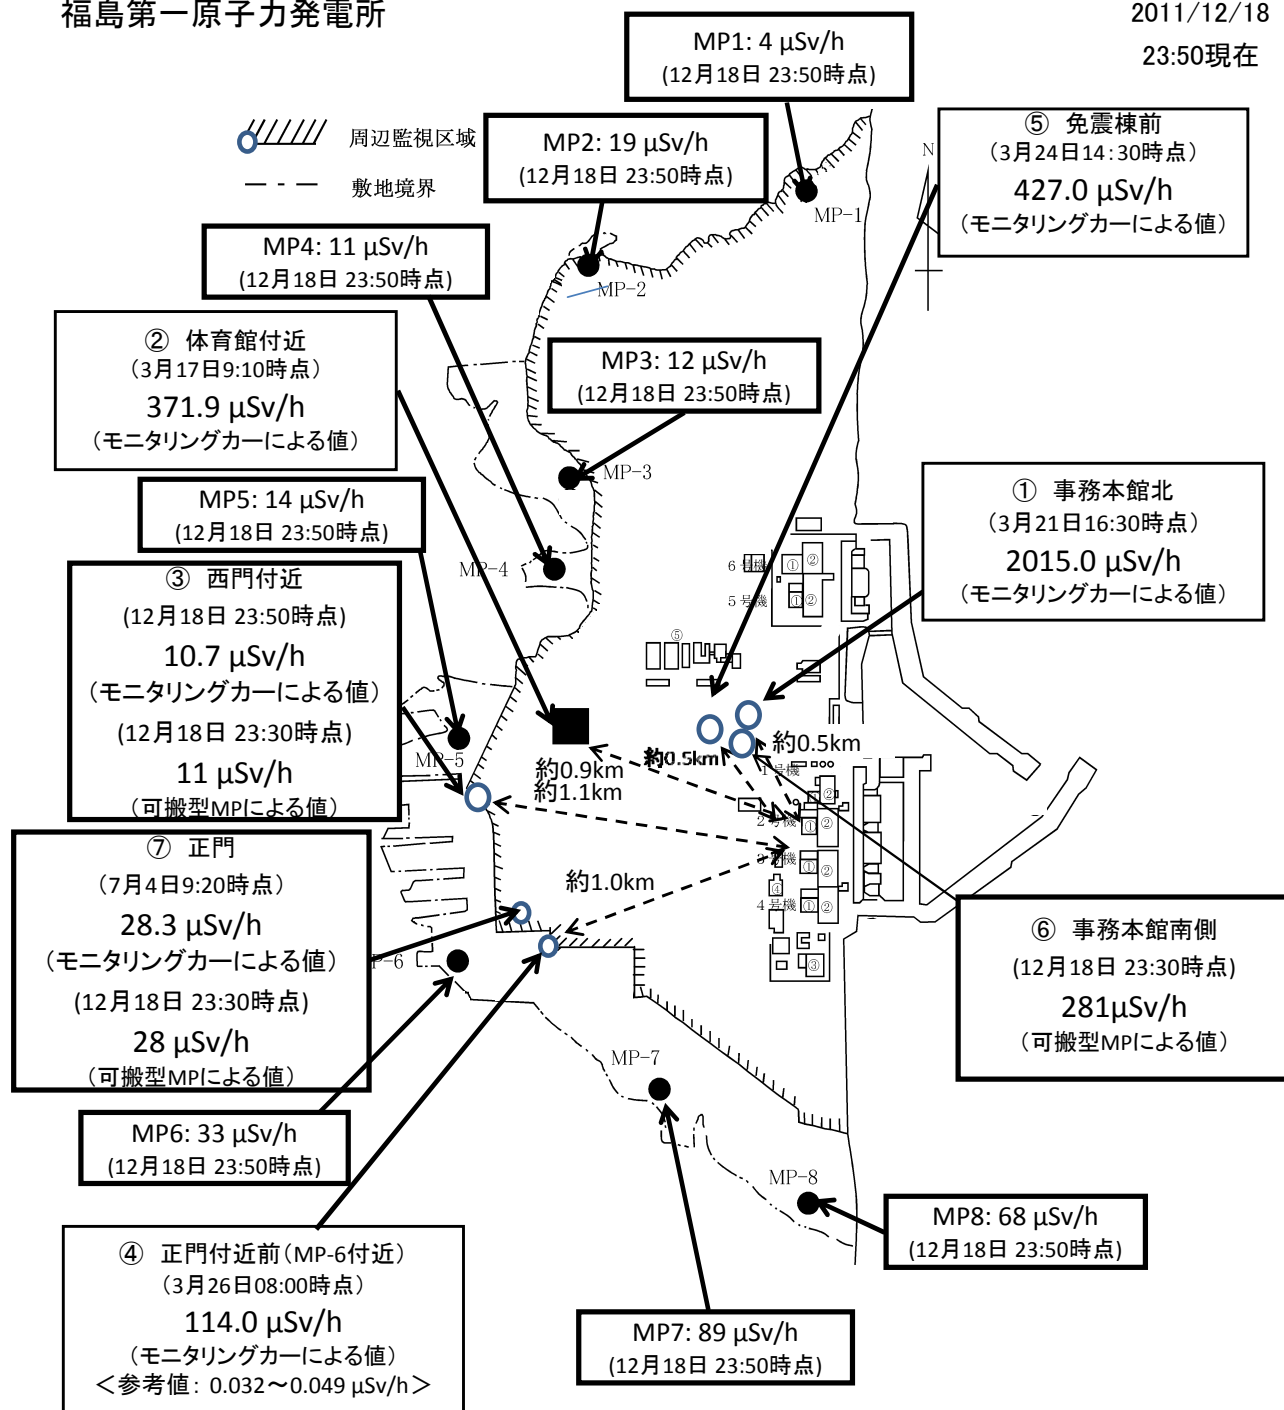 福島第一原子力発電所
2011/12/18
23:50現在
MP1: 4 μSv/h
(12月18日 23:50時点)
周辺監視区域
敷地境界
MP2: 19 μSv/h
(12月18日 23:50時点)
⑤ 免震棟前
(3月24日14:30時点)
427.0 μSv/h
(モニタリングカーによる値)
N
MP-1
MP4: 11 μSv/h
(12月18日 23:50時点)
MP-2
② 体育館付近
(3月17日9:10時点)
371.9 μSv/h
(モニタリングカーによる値)
MP3: 12 μSv/h
(12月18日 23:50時点)
MP-3
MP5: 14 μSv/h
(12月18日 23:50時点)
① 事務本館北
(3月21日16:30時点)
2015.0 μSv/h
(モニタリングカーによる値)
MP-4
6号機
① ②
5号機
① ②
③ 西門付近
(12月18日 23:50時点)
10.7 μSv/h
(モニタリングカーによる値)
(12月18日 23:30時点)
11 μSv/h
(可搬型MPによる値)
⑤
MP-5
約0.9km
約1.1km
約0.5km
約0.5km
1号機
②
2号機
① ②
3号機
① ②
④
4号機
① ②
③
約1.0km
⑦ 正門
(7月4日9:20時点)
28.3 μSv/h
(モニタリングカーによる値)
(12月18日 23:30時点)
28 μSv/h
(可搬型MPによる値)
P-6
⑥ 事務本館南側
(12月18日 23:30時点)
281μSv/h
(可搬型MPによる値)
MP-7
MP6: 33 μSv/h
(12月18日 23:50時点)
MP-8
MP8: 68 μSv/h
(12月18日 23:50時点)
④ 正門付近前(MP-6付近)
(3月26日08:00時点)
114.0 μSv/h
(モニタリングカーによる値)
<参考値: 0.032～0.049 μSv/h>
MP7: 89 μSv/h
(12月18日 23:50時点)